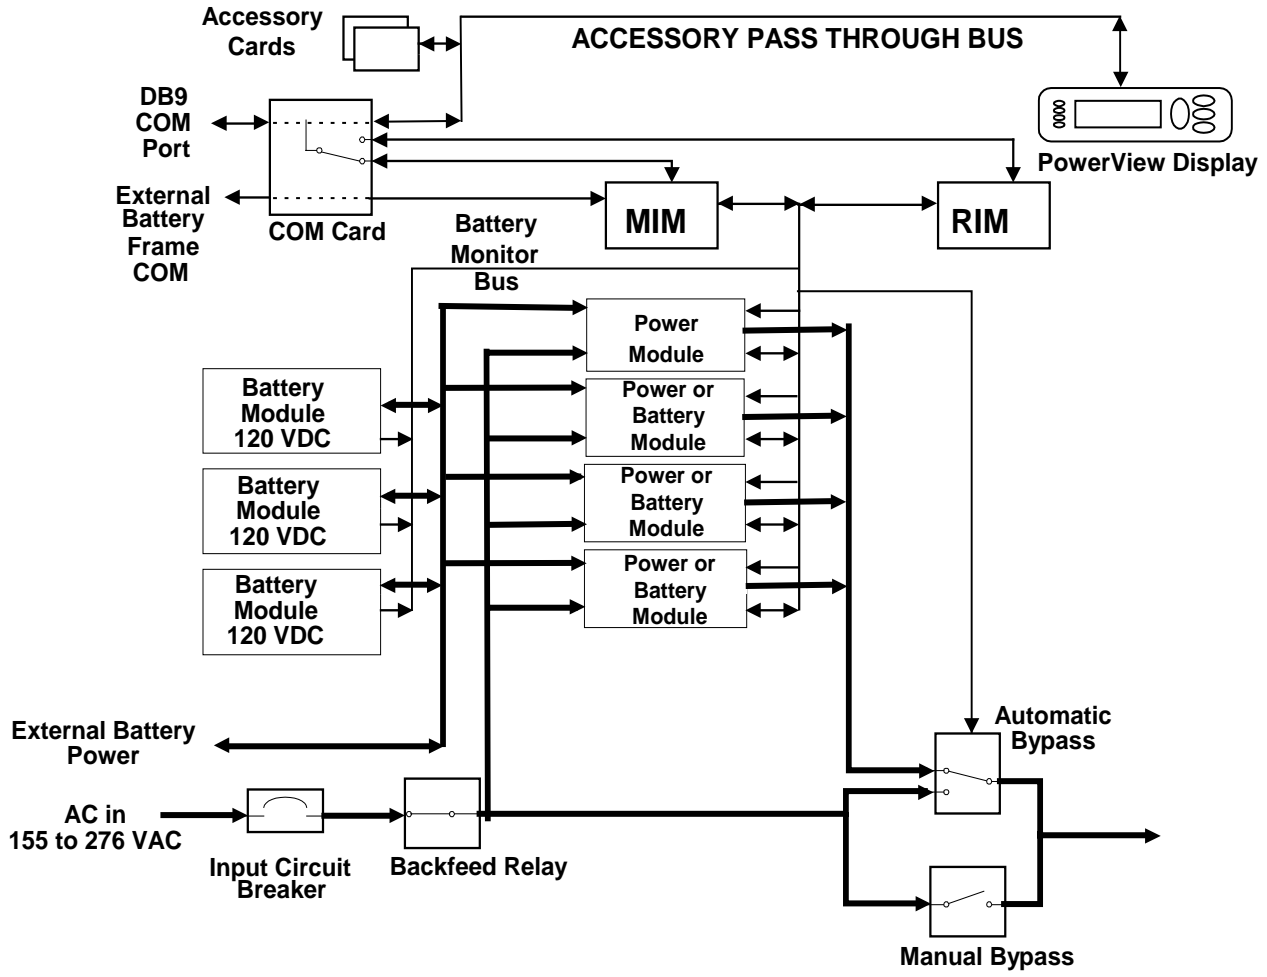 Accessory
Cards
ACCESSORY PASS THROUGH BUS
DB9
COM
Port
PowerView Display
External
Battery
Frame
COM
COM Card
MIM
RIM
Battery
Monitor
Bus
Power
Module
Battery
Module
120 VDC
Power or
Battery
Module
Battery
Module
120 VDC
Power or
Battery
Module
Battery
Module
120 VDC
Power or
Battery
Module
External Battery
Power
Automatic
Bypass
AC in
155 to 276 VAC
Input Circuit
Breaker
Backfeed Relay
Manual Bypass